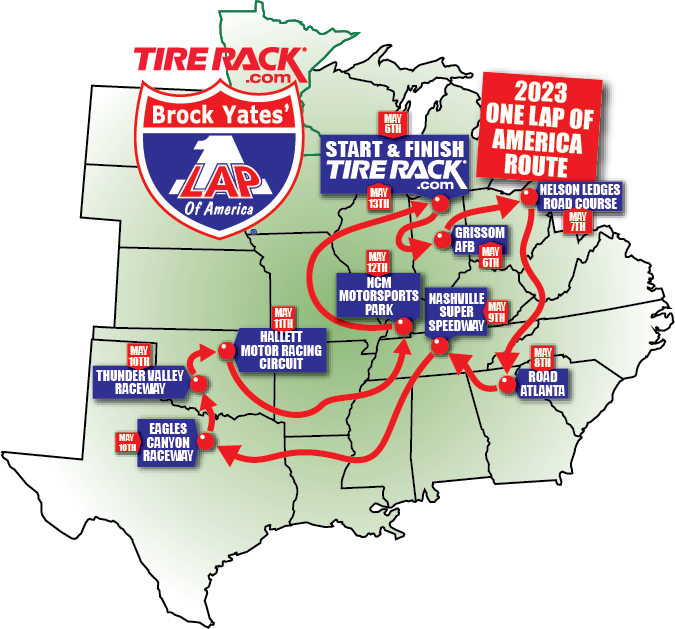 TIRE RACK
.com
Brock Yates'
1
LAP
Of America
2023
ONE LAP OF
AMERICA
ROUTE
MAY
6TH
START & FINISH
TIRE RACK
.com
MAY
13TH
NELSON LEDGES
ROAD COURSE
MAY
7TH
GRISSOM
AFB
MAY
6TH
MAY
12TH
NCM
MOTORSPORTS
PARK
NASHVILLE
SUPER
SPEEDWAY
MAY
9TH
MAY
11TH
HALLETT
MOTOR RACING
CIRCUIT
MAY
10TH
THUNDER VALLEY
RACEWAY
MAY
8TH
ROAD
ATLANTA
EAGLES
CANYON
RACEWAY
MAY
10TH